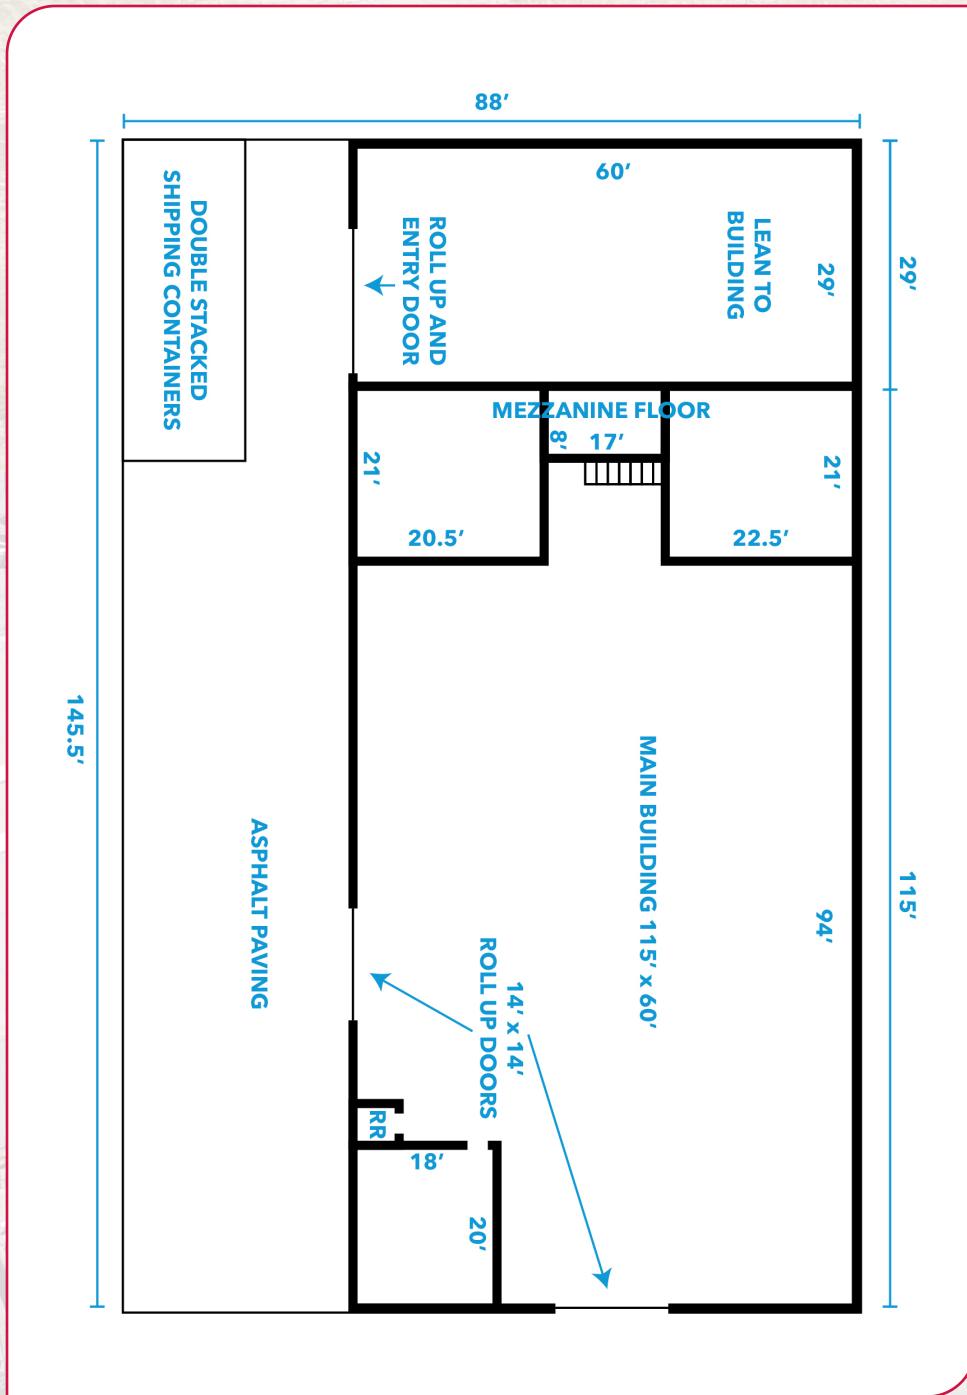 88′
60′
LEAN TO
BUILDING
29′
29′
ROLL UP AND
ENTRY DOOR
DOUBLE STACKED
SHIPPING CONTAINERS
MEZZANINE FLOOR
8′
17′
21′
21′
20.5′
22.5′
145.5′
MAIN BUILDING 115′ x 60′
115′
94′
ASPHALT PAVING
14′ x 14′
ROLL UP DOORS
RR
18′
20′